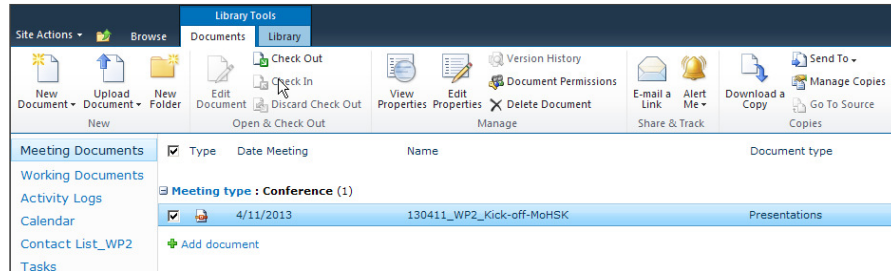 Library Tools
Site Actions Browse Documents Library
New Document
Upload Document
New Folder
New
Edit Document
Check Out
Check In
Discard Check Out
Open & Check Out
View Properties
Edit Properties
Version History
Document Permissions
Delete Document
Manage
E-mail a Link
Alert Me
Share & Track
Download a Copy
Send To
Manage Copies
Go To Source
Copies
Meeting Documents
Working Documents
Activity Logs
Calendar
Contact List_WP2
Tasks
Type Date Meeting Name Document type
Meeting type : Conference (1)
4/11/2013 130411_WP2_Kick-off-MoHSK Presentations
Add document